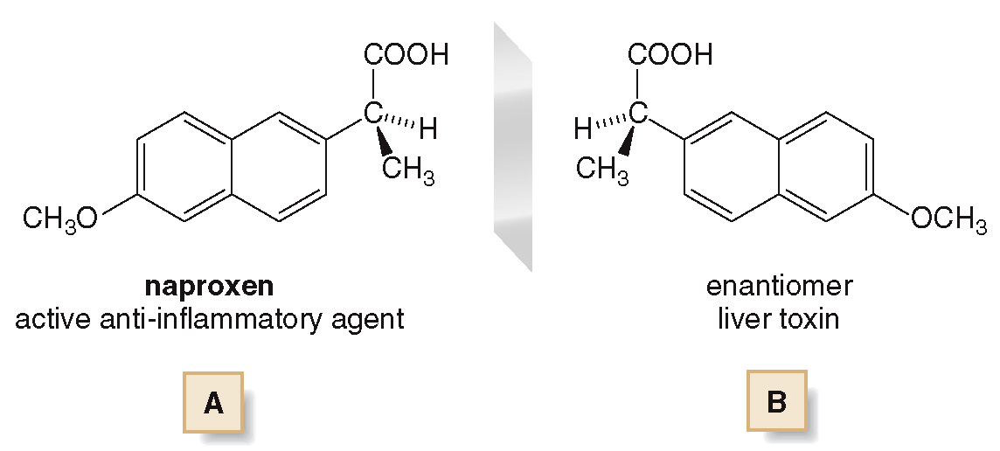 COOH
C
H
CH₃
CH₃O
naproxen
active anti-inflammatory agent
A
COOH
H
C
CH₃
OCH₃
enantiomer
liver toxin
B